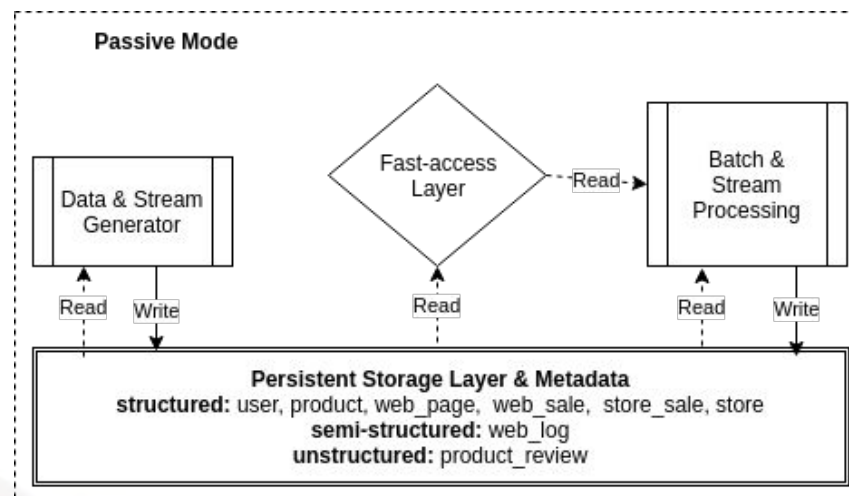 Passive Mode
Data & Stream
Generator
Fast-access
Layer
Read
Batch &
Stream
Processing
Read
Write
Read
Read
Write
Persistent Storage Layer & Metadata
structured: user, product, web_page, web_sale, store_sale, store
semi-structured: web_log
unstructured: product_review